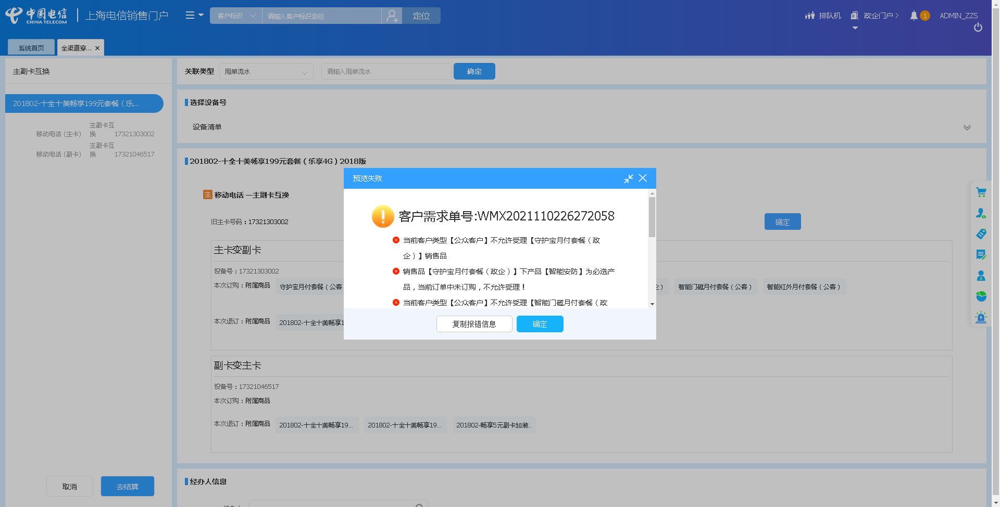 中国电信
CHINA TELECOM
上海电信销售门户
客户标识
请输入客户标识定位
定位
排队机
政企门户
1
ADMIN_ZZS
系统首页
全渠道穿...
主副卡互换
关联类型
甩单流水
请输入甩单流水
确定
201802-十全十美畅享199元套餐（乐...
移动电话 (主卡) 主副卡互换 17321303002
移动电话 (副卡) 主副卡互换 17321046517
选择设备号
设备清单
201802-十全十美畅享199元套餐（乐享4G）2018版
主 移动电话 —主副卡互换
旧主卡号码：17321303002
确定
主卡变副卡
设备号：17321303002
本次订购：附属商品 守护宝月付套餐（公客
企） 智能门磁月付套餐（公客） 智能红外月付套餐（公客）
本次退订：附属商品 201802-十全十美畅享1
副卡变主卡
设备号：17321046517
本次订购：附属商品
本次退订：附属商品 201802-十全十美畅享19... 201802-十全十美畅享19... 201802-畅享5元副卡加装..
经办人信息
取消
去结算
预览失败
客户需求单号:WMX2021110226272058
当前客户类型【公众客户】不允许受理【守护宝月付套餐（政
企）】销售品
销售品【守护宝月付套餐（政企）】下产品【智能安防】为必选产
品，当前订单中未订购，不允许受理！
当前客户类型【公众客户】不允许受理【智能门磁月付套餐（政
复制报错信息
确定